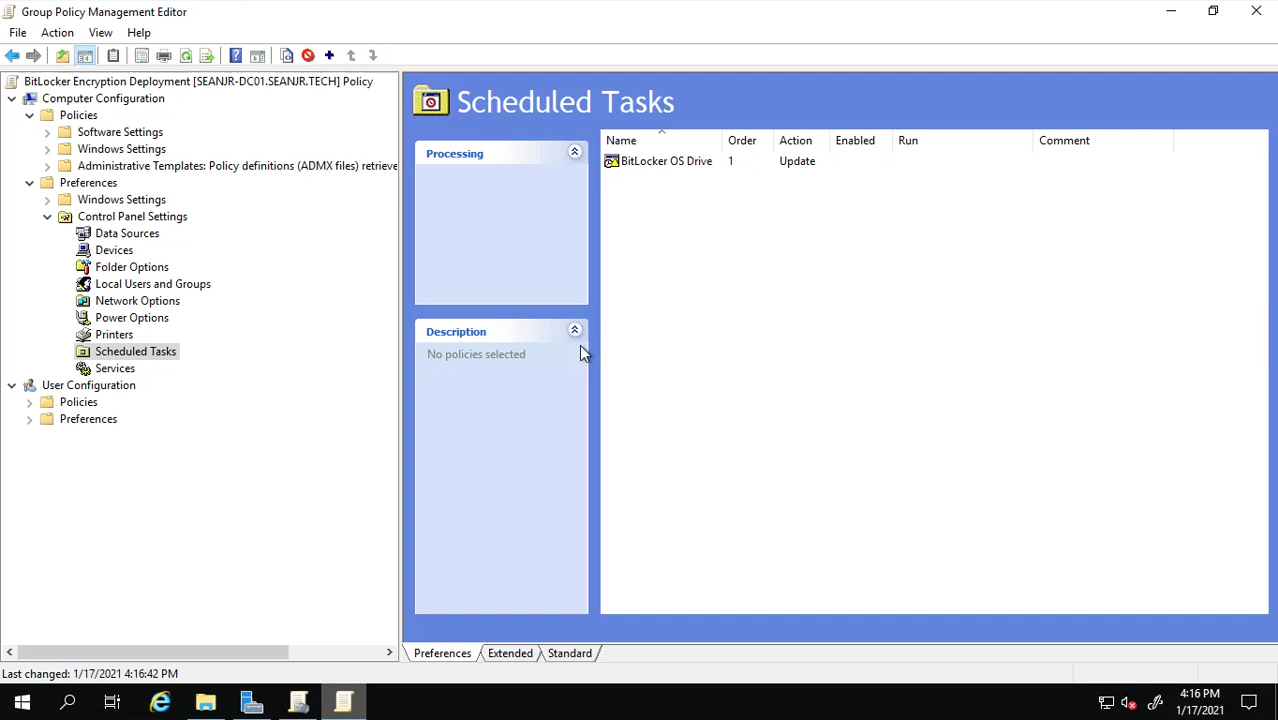 Group Policy Management Editor
File Action View Help
BitLocker Encryption Deployment [SEANJR-DC01.SEANJR.TECH] Policy
Computer Configuration
Policies
Software Settings
Windows Settings
Administrative Templates: Policy definitions (ADMX files) retrieve
Preferences
Windows Settings
Control Panel Settings
Data Sources
Devices
Folder Options
Local Users and Groups
Network Options
Power Options
Printers
Scheduled Tasks
Services
User Configuration
Policies
Preferences
Scheduled Tasks
Processing
Description
No policies selected
Name Order Action Enabled Run Comment
BitLocker OS Drive 1 Update
Preferences Extended Standard
Last changed: 1/17/2021 4:16:42 PM
4:16 PM
1/17/2021